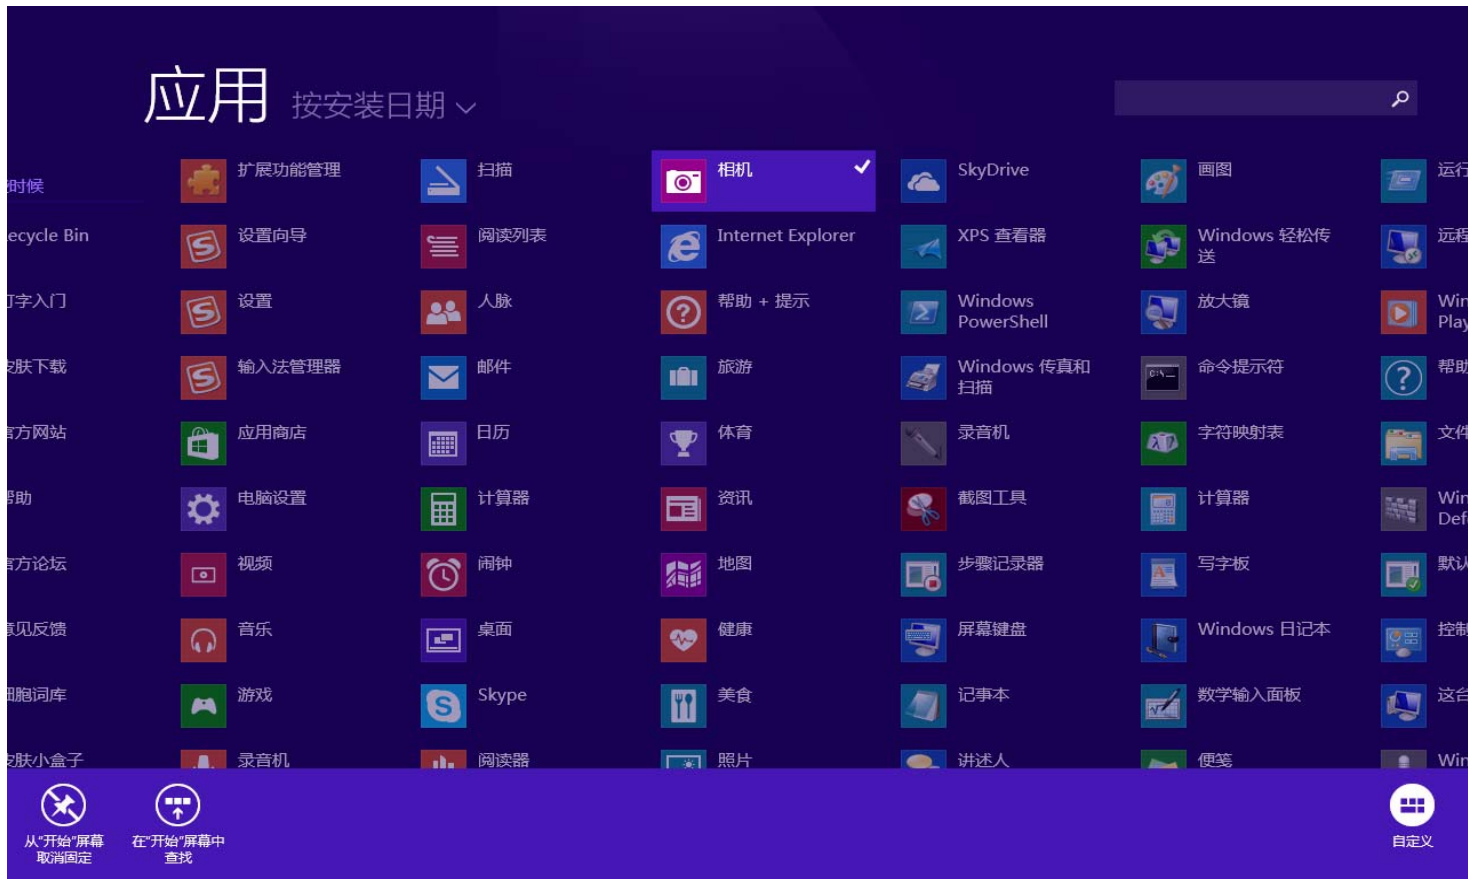 应用
按安装日期
时候
ecycle Bin
字入门
肤下载
方网站
助
方论坛
见反馈
胞词库
肤小盒子
扩展功能管理
设置向导
设置
输入法管理器
应用商店
电脑设置
视频
音乐
游戏
录音机
扫描
阅读列表
人脉
邮件
日历
计算器
闹钟
桌面
Skype
阅读器
相机
Internet Explorer
帮助 + 提示
旅游
体育
资讯
地图
健康
美食
照片
SkyDrive
XPS 查看器
Windows
PowerShell
Windows 传真和
扫描
录音机
截图工具
步骤记录器
屏幕键盘
记事本
讲述人
画图
Windows 轻松传
送
放大镜
命令提示符
字符映射表
计算器
写字板
Windows 日记本
数学输入面板
便笺
运行
远程
Win
Play
帮助
文件
Win
Def
默认
控制
这台
Win
从"开始"屏幕
取消固定
在"开始"屏幕中
查找
自定义